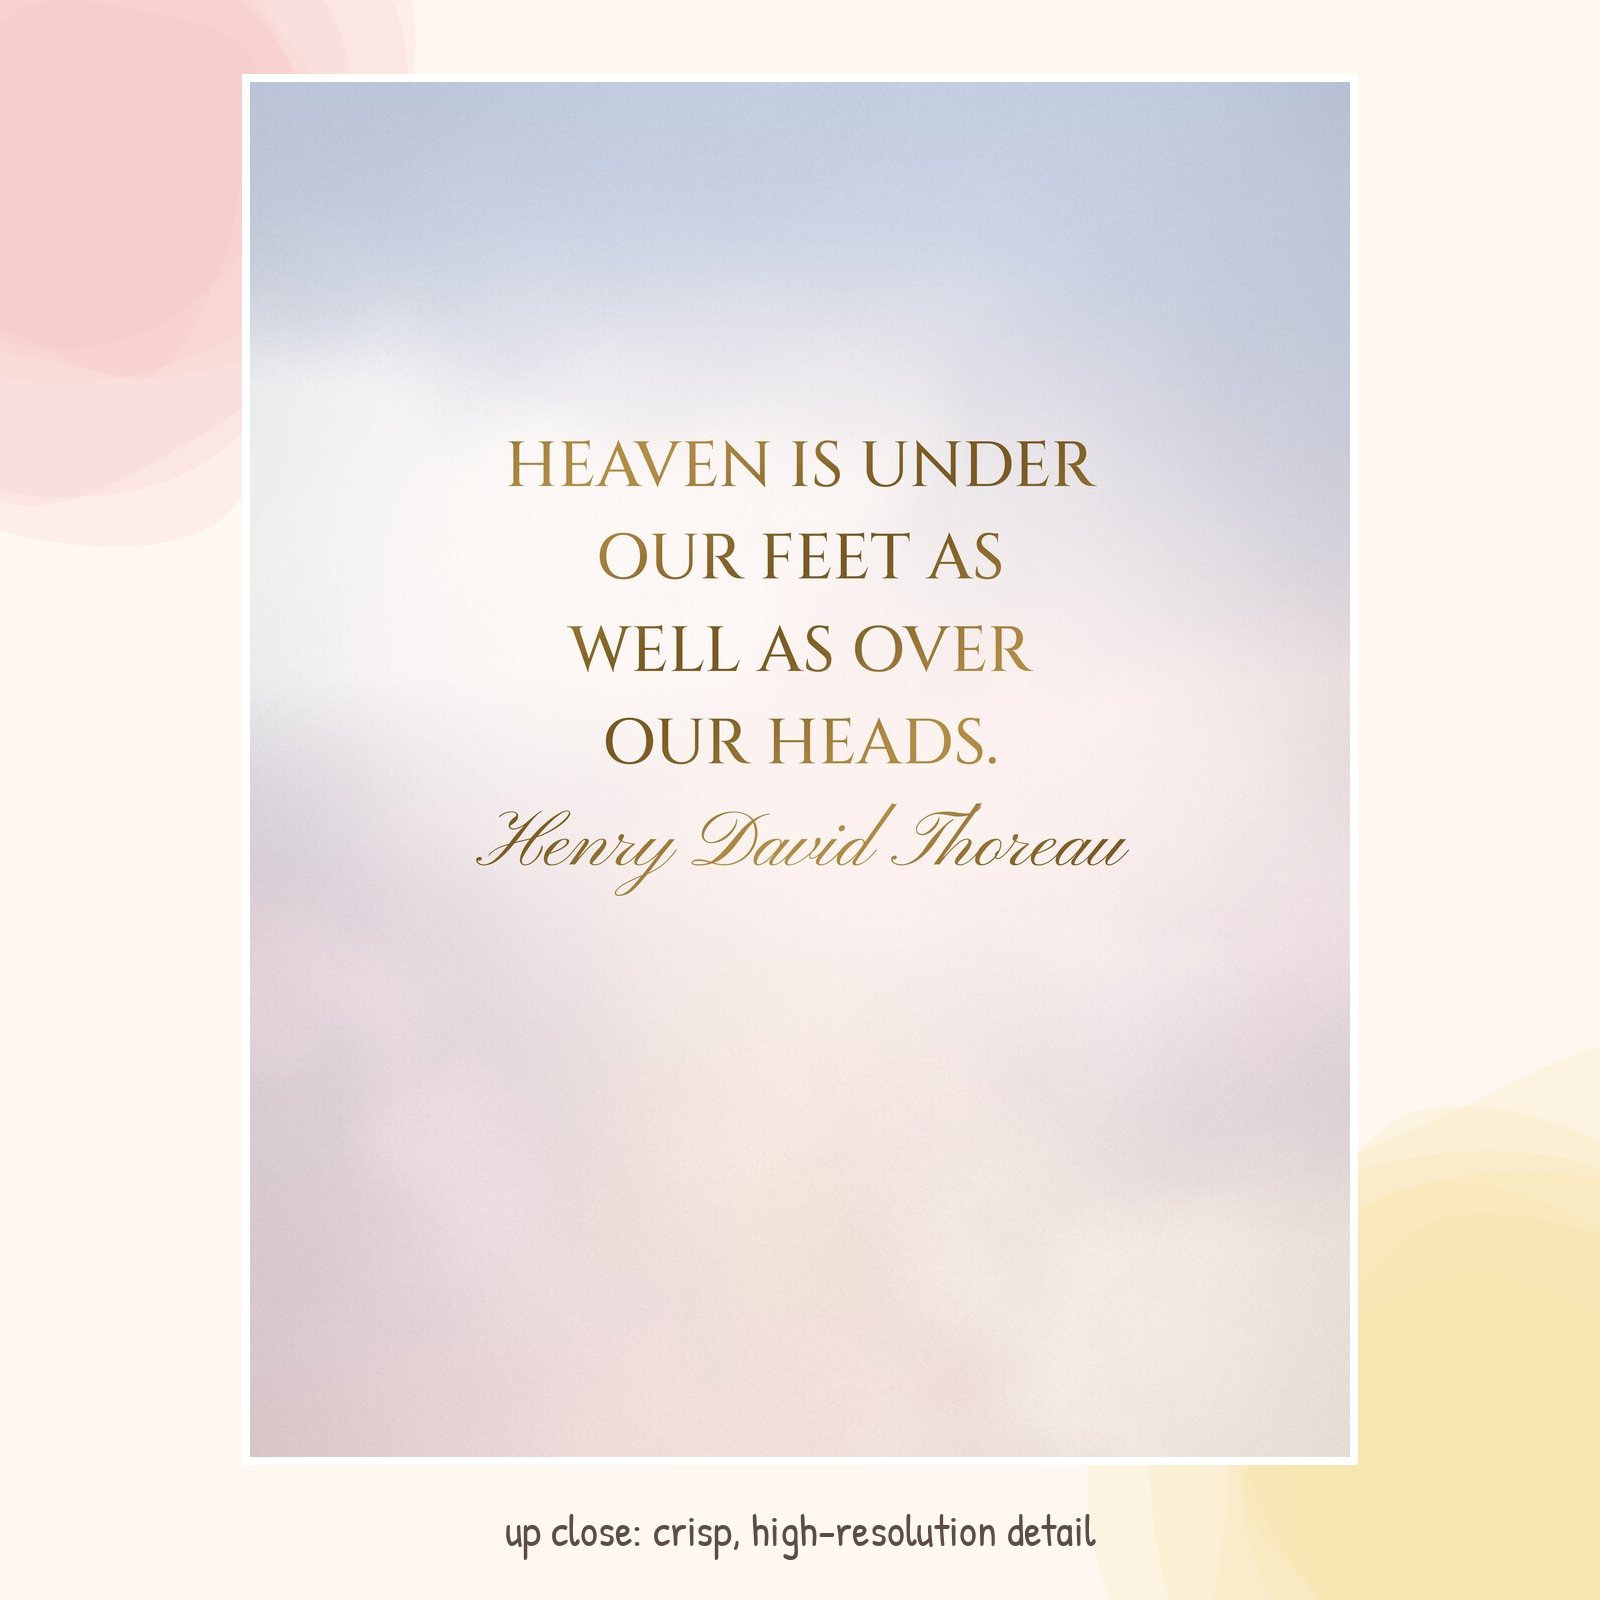 HEAVEN IS UNDER
OUR FEET AS
WELL AS OVER
OUR HEADS.
Henry David Thoreau
up close: crisp, high-resolution detail